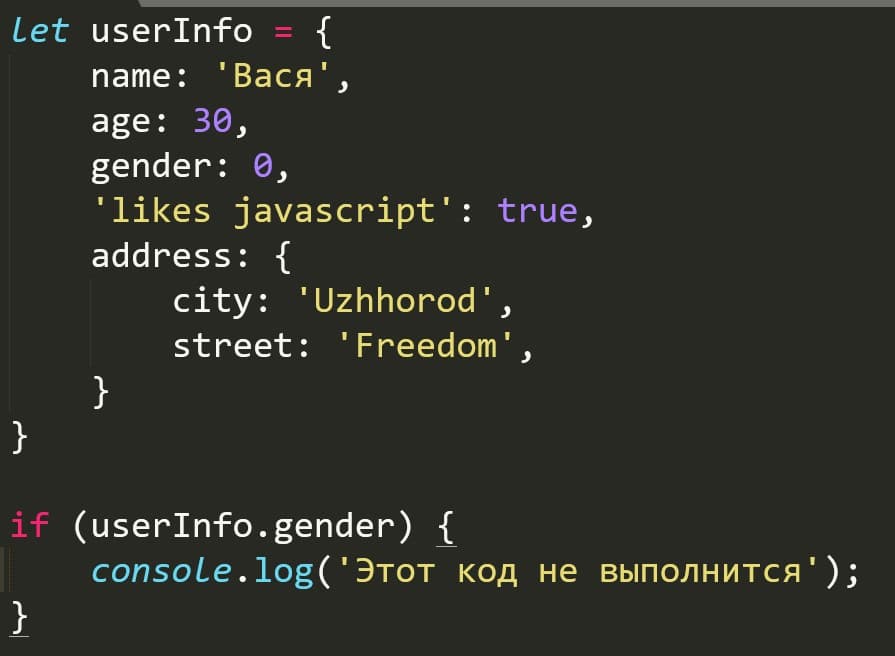 let userInfo = {
    name: 'Вася',
    age: 30,
    gender: 0,
    'likes javascript': true,
    address: {
        city: 'Uzhhorod',
        street: 'Freedom',
    }
}

if (userInfo.gender) {
    console.log('Этот код не выполнится');
}